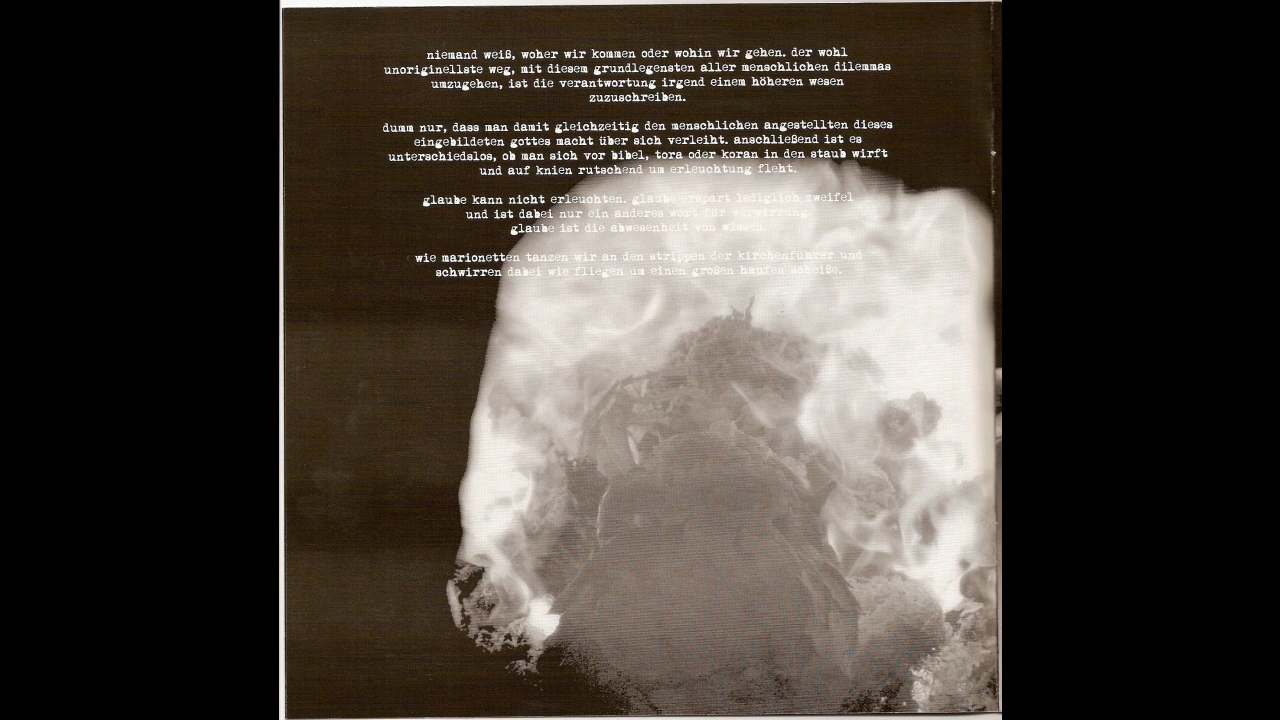 niemand weiß, woher wir kommen oder wohin wir gehen. der wohl
unoriginellste weg, mit diesem grundlegensten aller menschlichen dilemmas
umzugehen, ist die verantwortung irgend einem höheren wesen
zuzuschreiben.
dumm nur, dass man damit gleichzeitig den menschlichen angestellten dieses
eingebildeten gottes macht über sich verleiht. anschließend ist es
unterschiedslos, ob man sich vor bibel, tora oder koran in den staub wirft
und auf knien rutschend um erleuchtung fleht.
glaube kann nicht erleuchten. glaube erspart lediglich zweifel
und ist dabei nur ein anderes wort für verwirrung.
glaube ist die abwesenheit von wissen.
wie marionetten tanzen wir an den strippen der kirchenführer und
schwirren dabei wie fliegen um einen großen haufen scheiße.